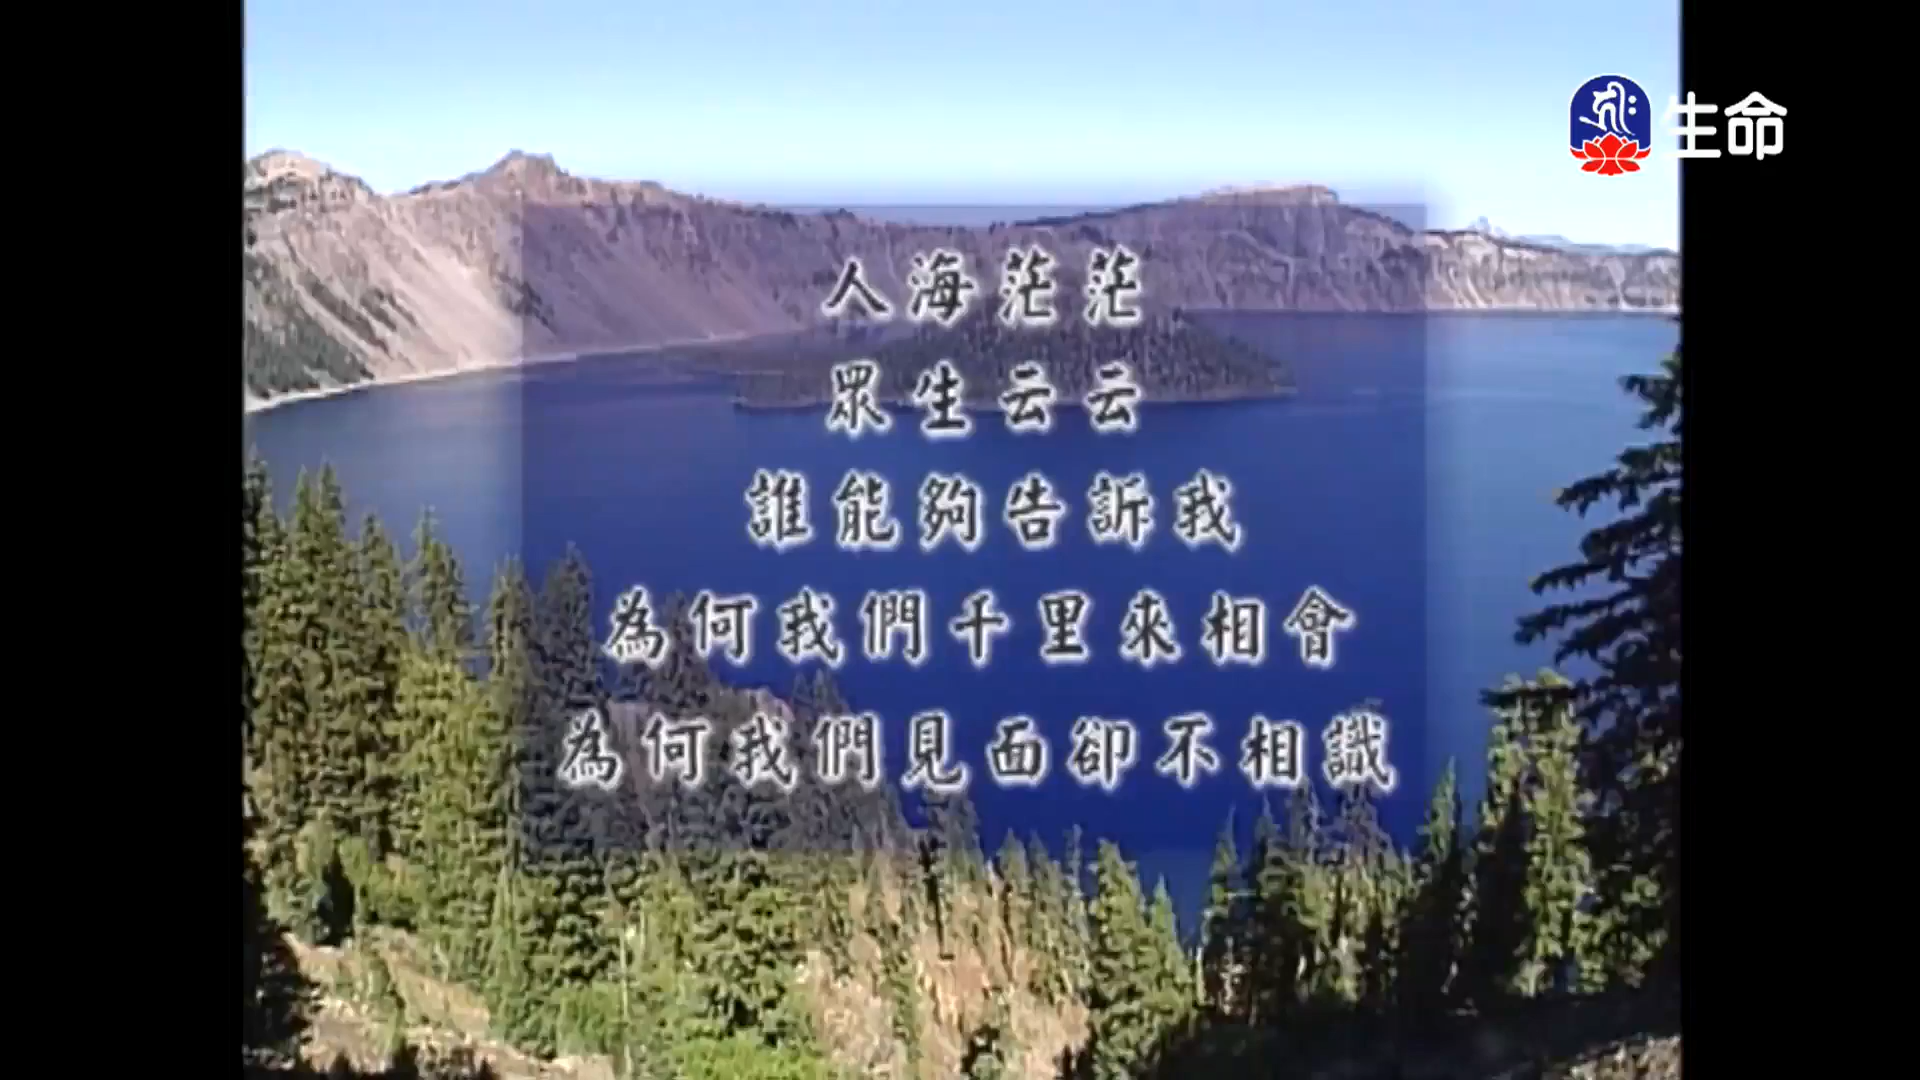 生命
人海茫茫
眾生云云
誰能夠告訴我
為何我們千里來相會
為何我們見面卻不相識